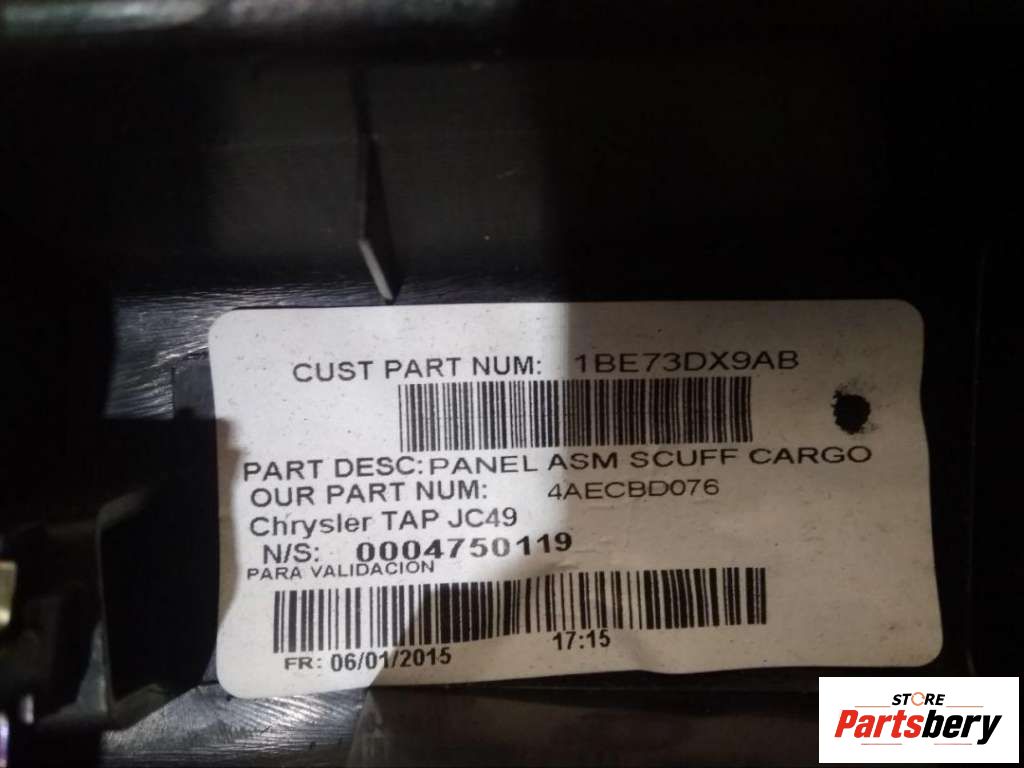 CUST PART NUM: 1BE73DX9AB
PART DESC: PANEL ASM SCUFF CARGO
OUR PART NUM: 4AECBD076
Chrysler TAP JC49
N/S: 0004750119
PARA VALIDACION
FR: 06/01/2015 17:15
STORE
Partsbery